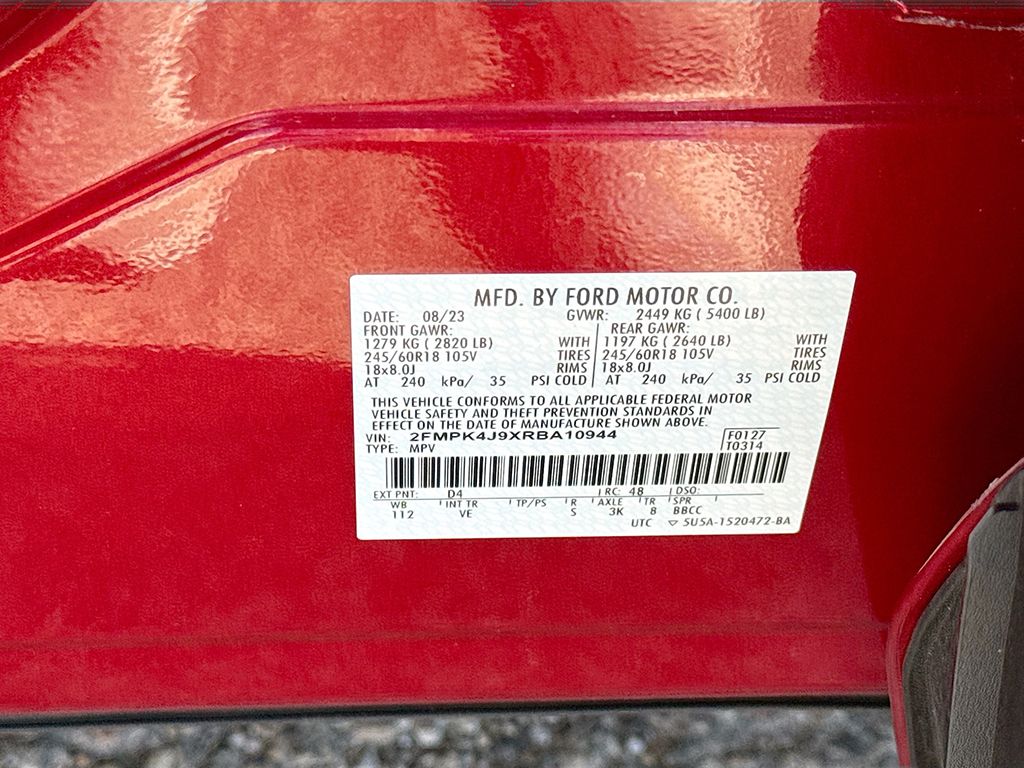 MFD. BY FORD MOTOR CO.
DATE: 08/23 GVWR: 2449 KG ( 5400 LB)
FRONT GAWR: REAR GAWR:
1279 KG ( 2820 LB) WITH 1197 KG ( 2640 LB) WITH
245/60R18 105V TIRES 245/60R18 105V TIRES
18x8.0J RIMS 18x8.0J RIMS
AT 240 kPa/ 35 PSI COLD AT 240 kPa/ 35 PSI COLD
THIS VEHICLE CONFORMS TO ALL APPLICABLE FEDERAL MOTOR
VEHICLE SAFETY AND THEFT PREVENTION STANDARDS IN
EFFECT ON THE DATE OF MANUFACTURE SHOWN ABOVE.
VIN: 2FMPK4J9XRBA10944 F0127
TYPE: MPV T0314
EXT PNT: D4 RC: 48 DSO:
WB INT TR TP/PS R AXLE TR SPR
112 VE S 3K 8 BBCC
UTC ▽ 5U5A-1520472-BA